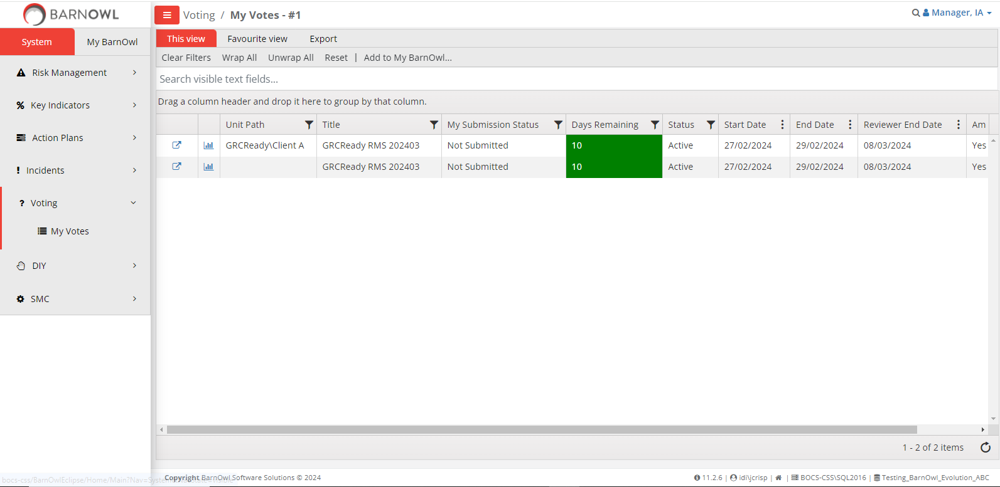 BARNOWL
Voting / My Votes - #1
Manager, IA
System
My BarnOwl
This view
Favourite view
Export
Clear Filters
Wrap All
Unwrap All
Reset
|
Add to My BarnOwl...
Search visible text fields...
Drag a column header and drop it here to group by that column.
Risk Management
Key Indicators
Action Plans
! Incidents
? Voting
My Votes
DIY
SMC
Unit Path Title My Submission Status Days Remaining Status Start Date End Date Reviewer End Date Am
GRCReady\Client A GRCReady RMS 202403 Not Submitted 10 Active 27/02/2024 29/02/2024 08/03/2024 Yes
GRCReady RMS 202403 Not Submitted 10 Active 27/02/2024 29/02/2024 08/03/2024 Yes
1 - 2 of 2 items
Copyright BarnOwl Software Solutions © 2024
11.2.6 | idi\jcrisp | | BOCS-CSS\SQL2016 | Testing_BarnOwl_Evolution_ABC
bocs-css/BarnOwlEclipse/Home/Main?Nav=System